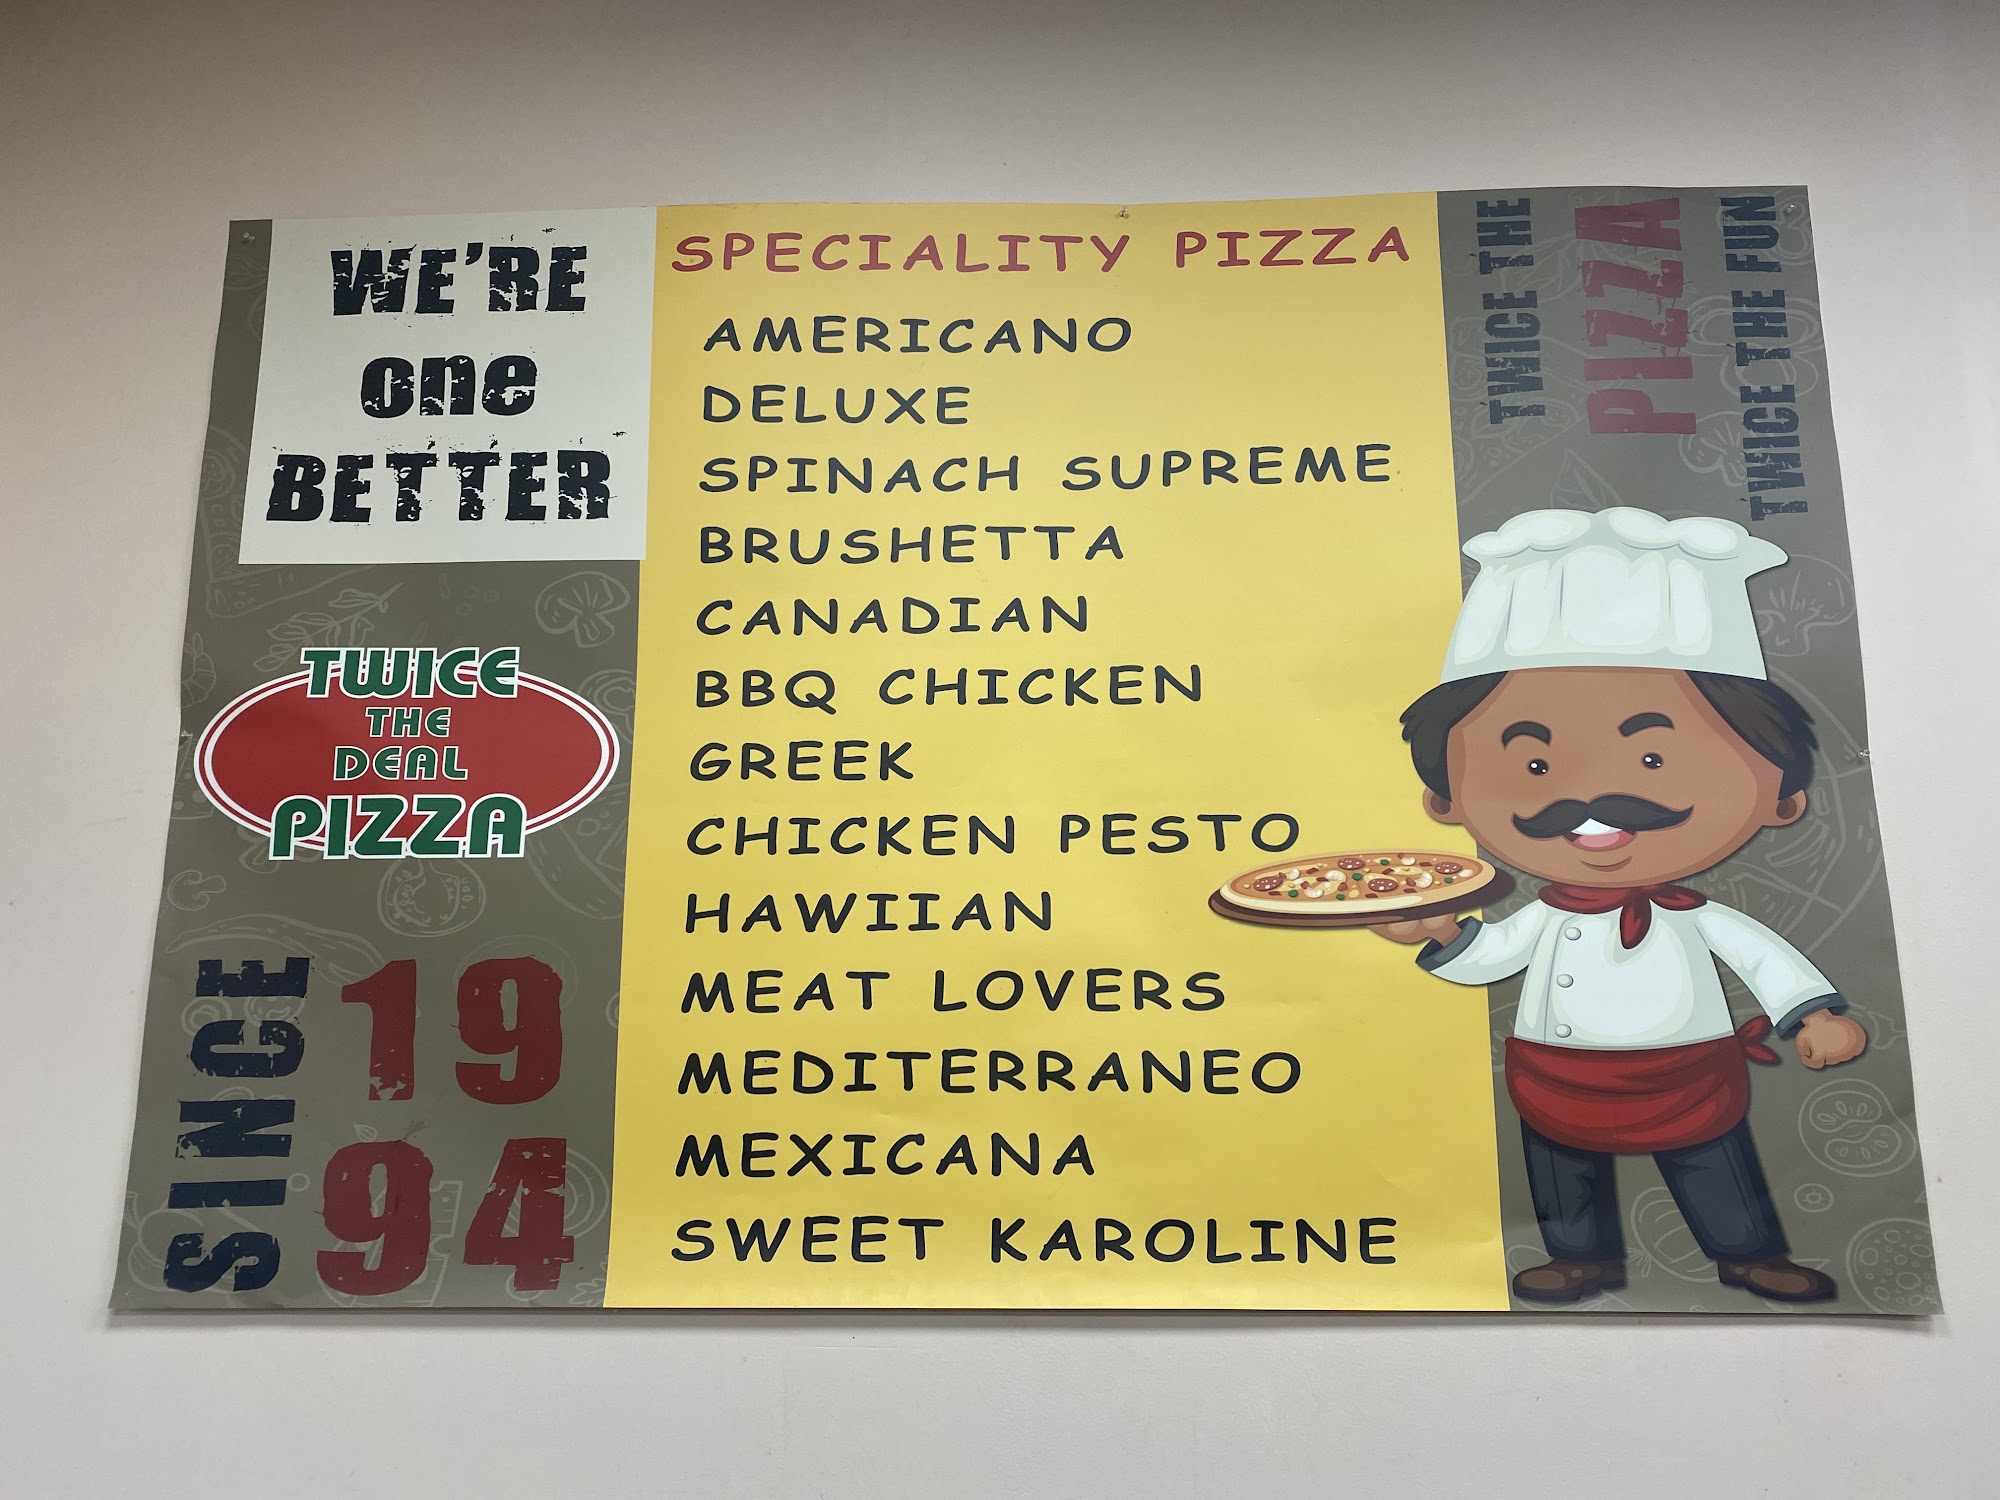 WE'RE
one
BETTER
TWICE
THE
DEAL
PIZZA
SINCE
19
94
SPECIALITY PIZZA
AMERICANO
DELUXE
SPINACH SUPREME
BRUSHETTA
CANADIAN
BBQ CHICKEN
GREEK
CHICKEN PESTO
HAWIIAN
MEAT LOVERS
MEDITERRANEO
MEXICANA
SWEET KAROLINE
TWICE THE
PIZZA
TWICE THE FUN